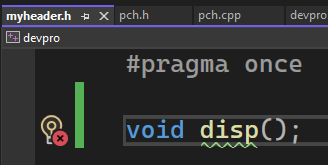 myheader.h pch.h pch.cpp devpro
devpro
#pragma once
void disp();